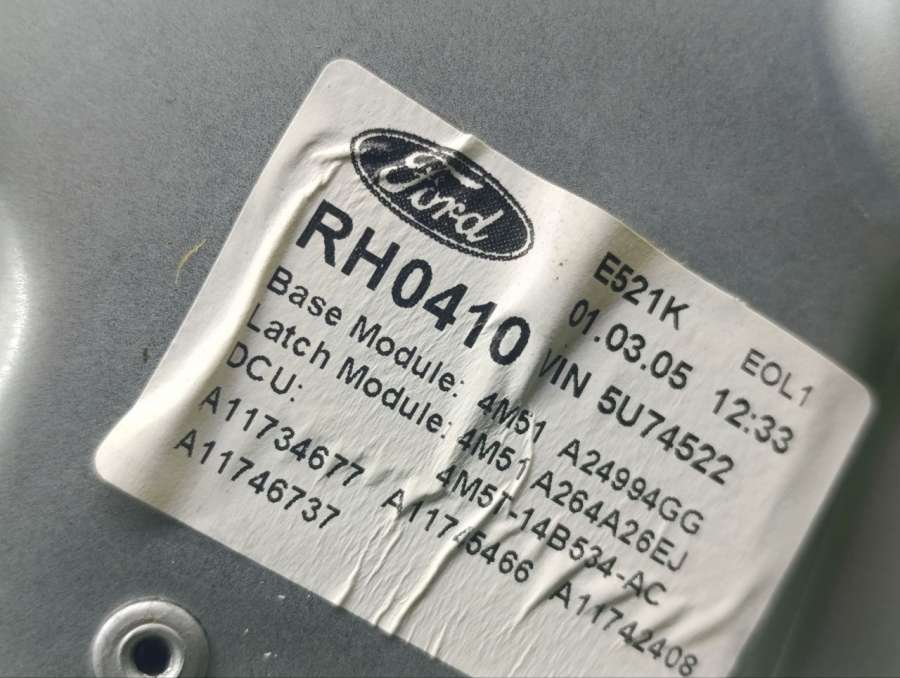 Ford
E521K EOL1
RH0410 01.03.05 12:33
VIN 5U74522
Base Module: 4M51 A24994GG
Latch Module: 4M51 A264A26EJ
DCU: 4M5T-14B534-AC
A11734677 A11745466 A11742408
A11746737